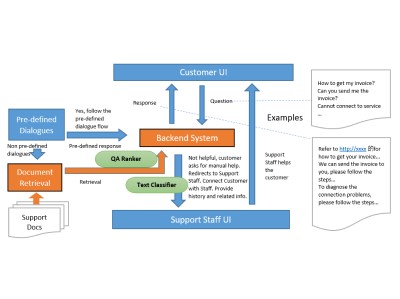 Customer UI
How to get my invoice?
Can you send me the
invoice?
Cannot connect to service
...
Response
Question
Examples
Pre-defined
Dialogues
Yes, follow the
pre-defined
dialogue flow
Non pre-defined
dialogues?
Pre-defined response
Backend System
QA Ranker
Document
Retrieval
Retrieval
Text Classifier
Not helpful, customer
asks for manual help.
Redirects to Support
Staff. Connect Customer
with Staff. Provide
history and related info.
Support
Staff helps
the
customer
Refer to http://xxx for
how to get your invoice...
We can send the invoice to
you, please follow the
steps...
To diagnose the
connection problems,
please follow the steps...
Support
Docs
Support Staff UI